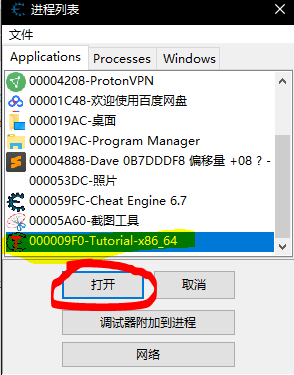 进程列表
文件
Applications Processes Windows
00004208-ProtonVPN
00001C48-欢迎使用百度网盘
000019AC-桌面
000019AC-Program Manager
00004888-Dave 0B7DDDF8 偏移量 +08 ? -
000053DC-照片
000059FC-Cheat Engine 6.7
00005A60-截图工具
000009F0-Tutorial-x86_64
打开 取消
调试器附加到进程
网络